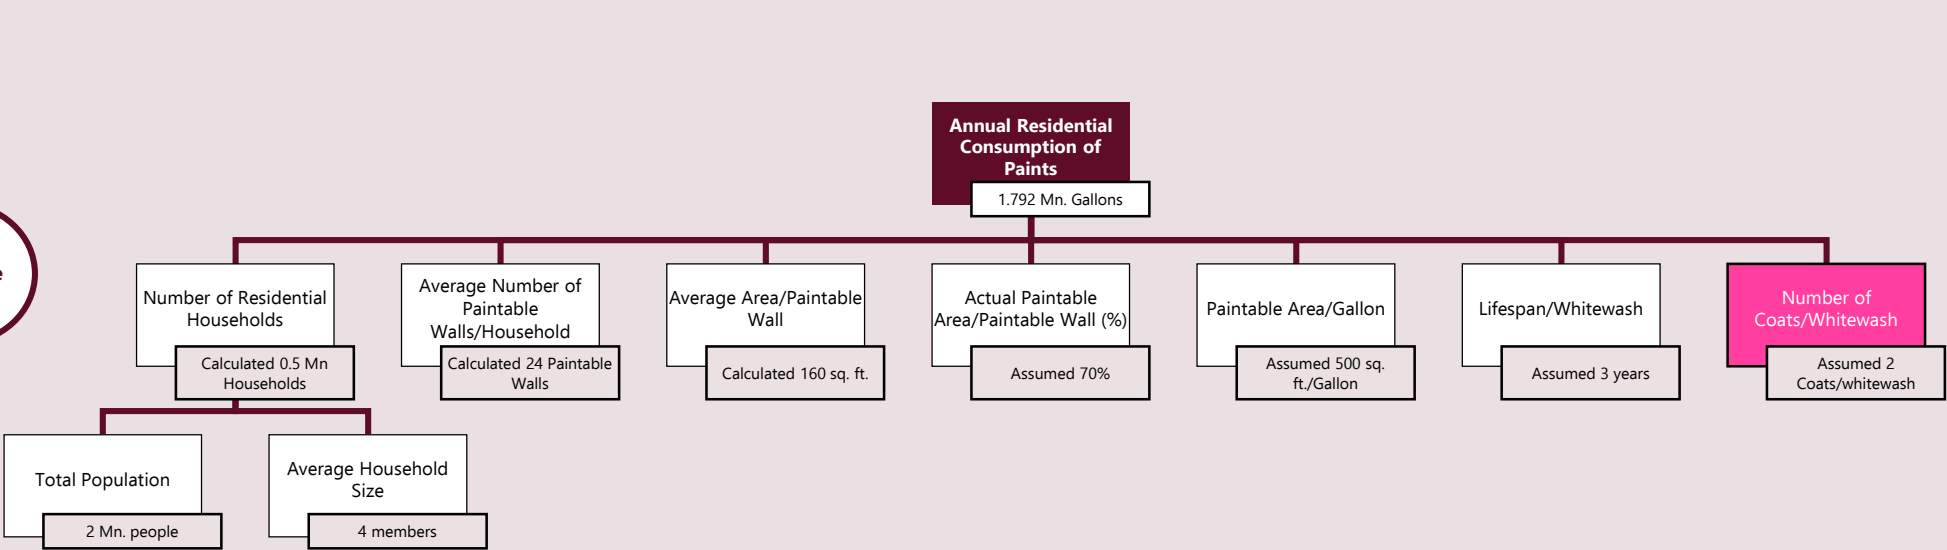 Annual Residential
Consumption of
Paints
1.792 Mn. Gallons
Number of Residential
Households
Calculated 0.5 Mn
Households
Average Number of
Paintable
Walls/Household
Calculated 24 Paintable
Walls
Average Area/Paintable
Wall
Calculated 160 sq. ft.
Actual Paintable
Area/Paintable Wall (%)
Assumed 70%
Paintable Area/Gallon
Assumed 500 sq.
ft./Gallon
Lifespan/Whitewash
Assumed 3 years
Number of
Coats/Whitewash
Assumed 2
Coats/whitewash
Total Population
2 Mn. people
Average Household
Size
4 members